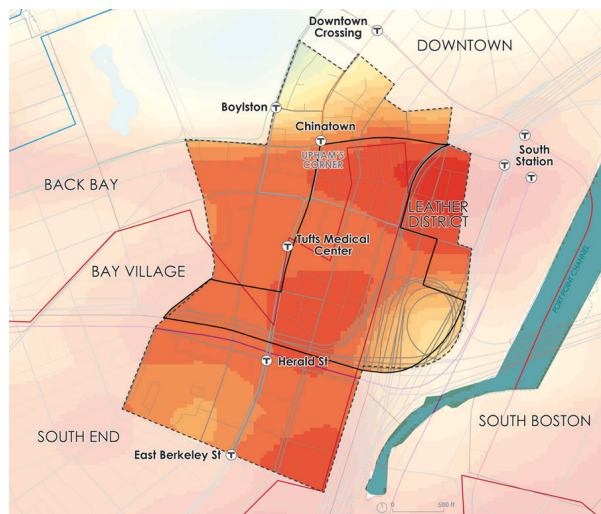 Downtown
Crossing
T
DOWNTOWN
Boylston T
Chinatown
T
UPHAM'S
CORNER
T
South
Station
T
T
BACK BAY
LEATHER
DISTRICT
T Tufts Medical
Center
BAY VILLAGE
FORT POINT CHANNEL
T Herald St
SOUTH END
SOUTH BOSTON
East Berkeley St T
0 500 ft